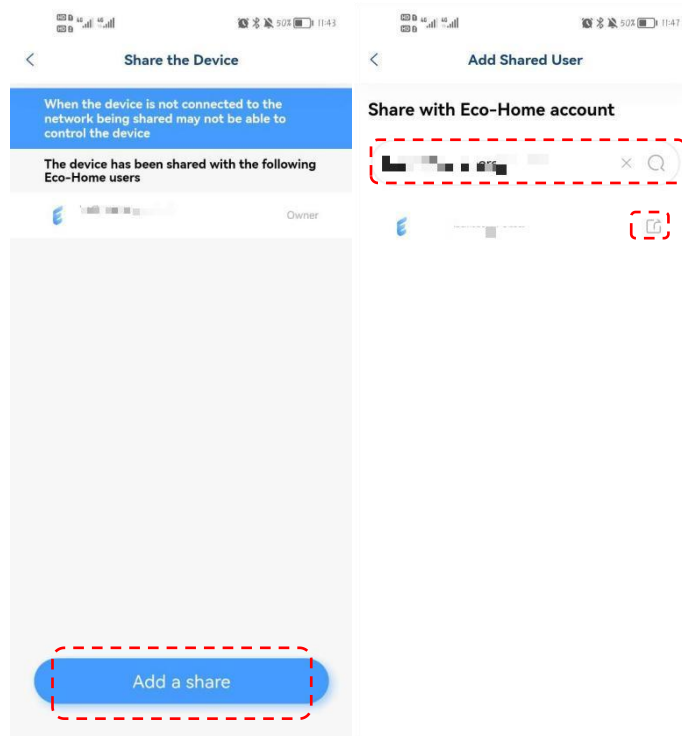 50% 11:43
Share the Device
When the device is not connected to the
network being shared may not be able to
control the device
The device has been shared with the following
Eco-Home users
Owner
Add a share
50% 11:47
Add Shared User
Share with Eco-Home account